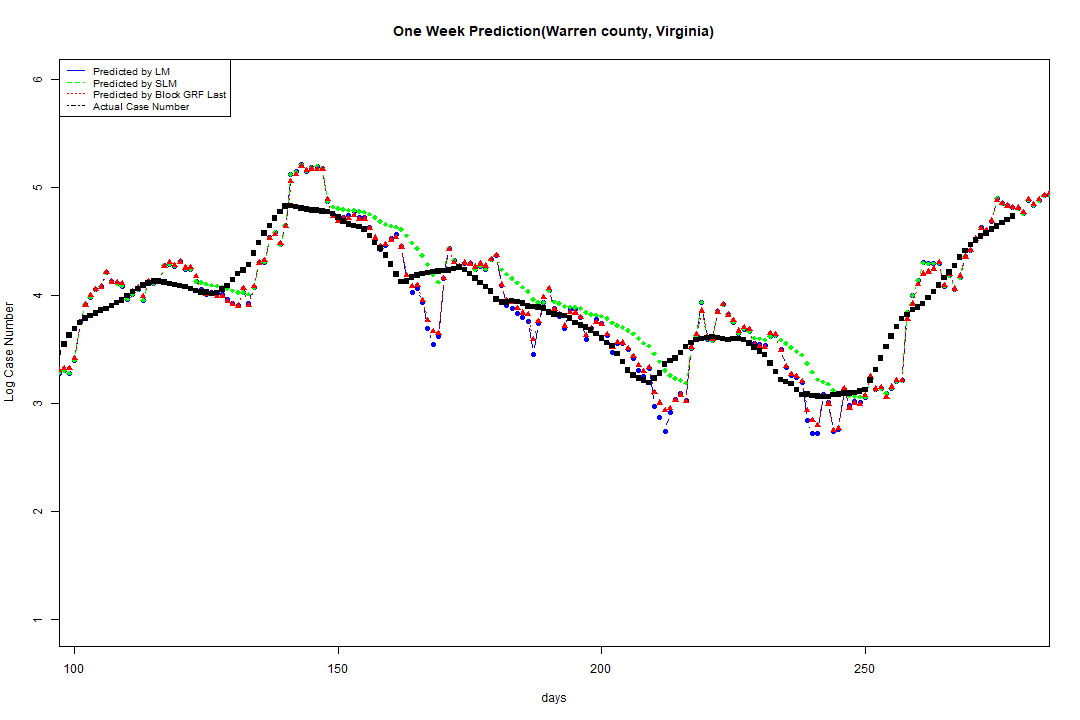 One Week Prediction(Warren county, Virginia)
Predicted by LM
Predicted by SLM
Predicted by Block GRF Last
Actual Case Number
6
5
4
3
2
1
Log Case Number
100 150 200 250
days